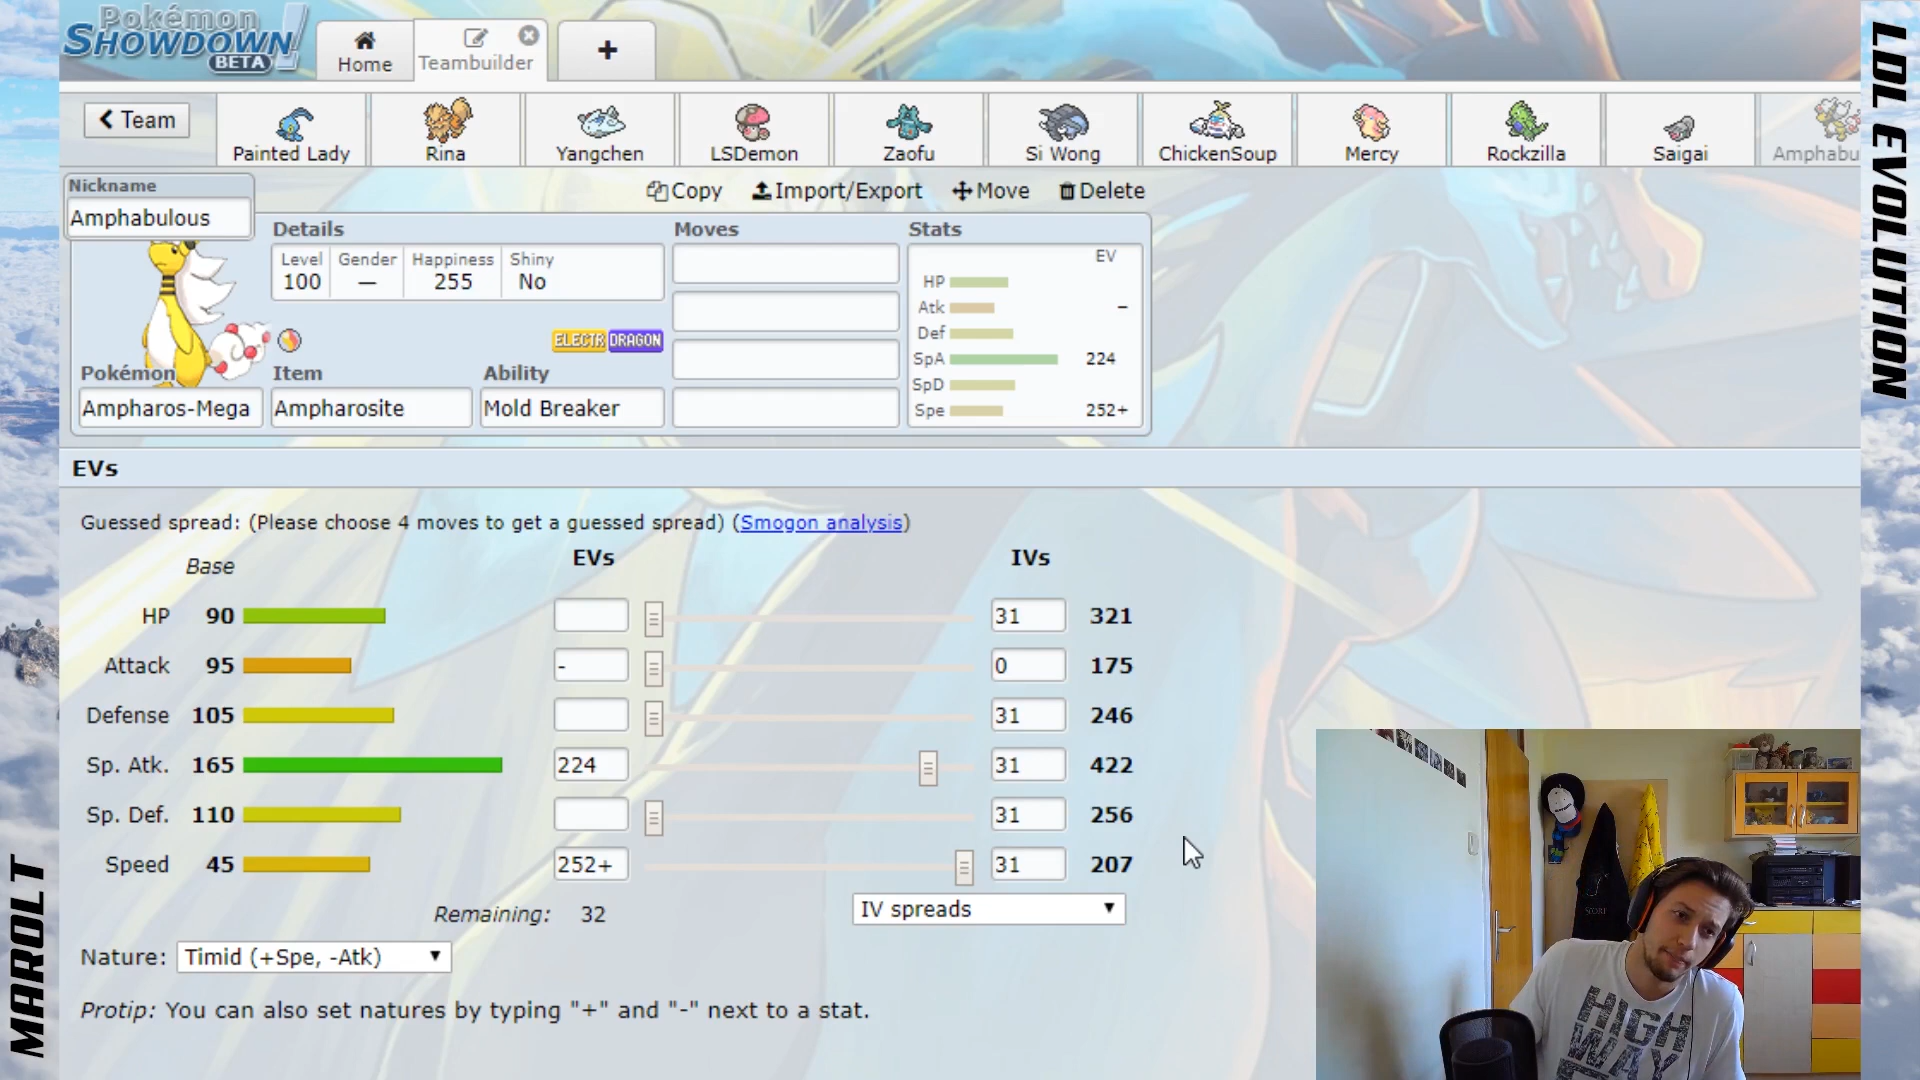 Pokémon
SHOWDOWN!
BETA
Home
Teambuilder
+
LDL EVOLUTION
Team
Painted Lady
Rina
Yangchen
LSDemon
Zaofu
Si Wong
ChickenSoup
Mercy
Rockzilla
Saigai
Amphabu
Nickname
Amphabulous
Copy
Import/Export
Move
Delete
Details
Moves
Stats
Level
Gender
Happiness
Shiny
100
—
255
No
EV
HP
Atk
–
Def
SpA
224
SpD
Spe
252+
ELECTR
DRAGON
Pokémon
Item
Ability
Ampharos-Mega
Ampharosite
Mold Breaker
EVs
Guessed spread: (Please choose 4 moves to get a guessed spread) (Smogon analysis)
Base
EVs
IVs
HP 90 31 321
Attack 95 - 0 175
Defense 105 31 246
Sp. Atk. 165 224 31 422
Sp. Def. 110 31 256
Speed 45 252+ 31 207
Remaining: 32
IV spreads
Nature: Timid (+Spe, -Atk)
Protip: You can also set natures by typing "+" and "-" next to a stat.
MAROLT
HIGH
WAY